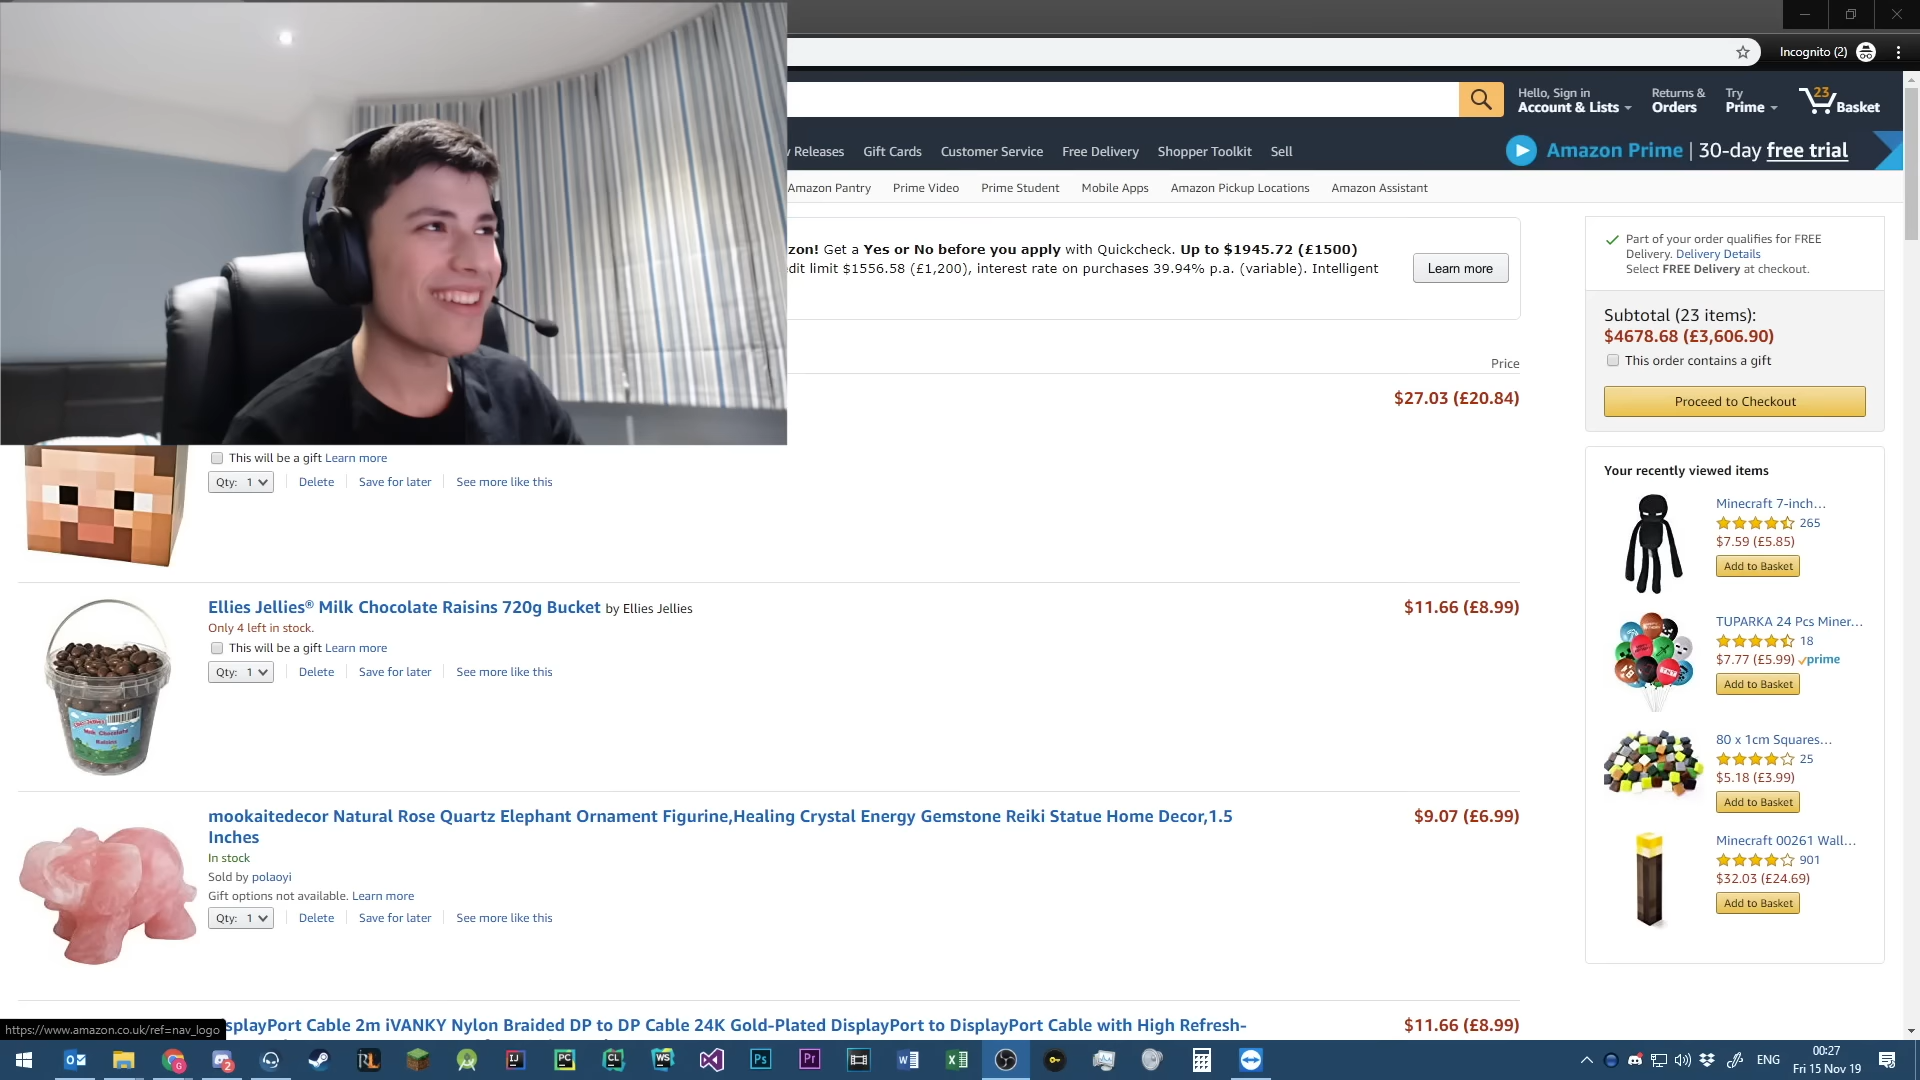 Incognito (2)
Hello, Sign in
Account & Lists
Returns &
Orders
Try
Prime
23
Basket
Releases
Gift Cards
Customer Service
Free Delivery
Shopper Toolkit
Sell
Amazon Prime | 30-day free trial
Amazon Pantry
Prime Video
Prime Student
Mobile Apps
Amazon Pickup Locations
Amazon Assistant
zon! Get a Yes or No before you apply with Quickcheck. Up to $1945.72 (£1500)
dit limit $1556.58 (£1,200), interest rate on purchases 39.94% p.a. (variable). Intelligent
Learn more
Part of your order qualifies for FREE
Delivery. Delivery Details
Select FREE Delivery at checkout.
Subtotal (23 items):
$4678.68 (£3,606.90)
This order contains a gift
Proceed to Checkout
Price
$27.03 (£20.84)
This will be a gift Learn more
Qty: 1
Delete
Save for later
See more like this
Ellies Jellies® Milk Chocolate Raisins 720g Bucket by Ellies Jellies
$11.66 (£8.99)
Only 4 left in stock.
This will be a gift Learn more
Qty: 1
Delete
Save for later
See more like this
Milk Chocolate
Raisins
mookaitedecor Natural Rose Quartz Elephant Ornament Figurine,Healing Crystal Energy Gemstone Reiki Statue Home Decor,1.5
Inches
$9.07 (£6.99)
In stock
Sold by polaoyi
Gift options not available. Learn more
Qty: 1
Delete
Save for later
See more like this
splayPort Cable 2m iVANKY Nylon Braided DP to DP Cable 24K Gold-Plated DisplayPort to DisplayPort Cable with High Refresh-
$11.66 (£8.99)
Your recently viewed items
Minecraft 7-inch...
265
$7.59 (£5.85)
Add to Basket
TUPARKA 24 Pcs Miner...
18
$7.77 (£5.99) prime
Add to Basket
TNT
80 x 1cm Squares...
25
$5.18 (£3.99)
Add to Basket
Minecraft 00261 Wall...
901
$32.03 (£24.69)
Add to Basket
https://www.amazon.co.uk/ref=nav_logo
2
RL
IJ
PC
CL
WS
Ps
Pr
ENG
00:27
Fri 15 Nov 19